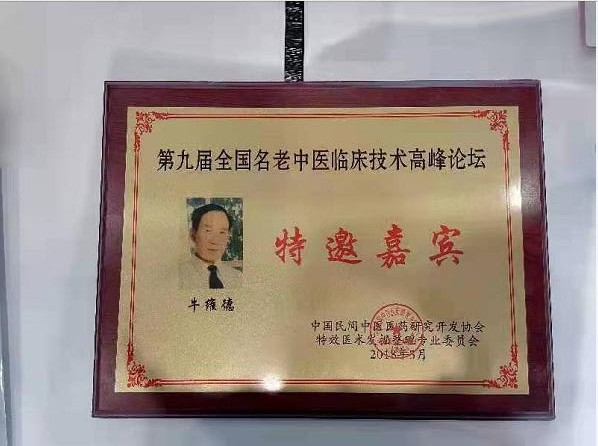 第九届全国名老中医临床技术高峰论坛
特邀嘉宾
牛雍德
中国民间中医医药研究开发协会
特效医术发掘整理专业委员会
2018年5月